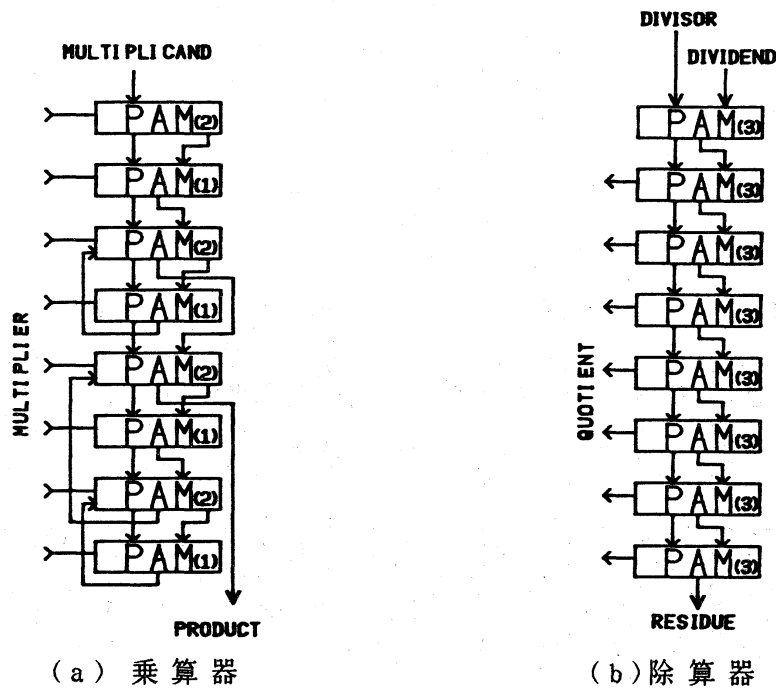 MULTIPLICAND
PAM(2)
PAM(1)
PAM(2)
PAM(1)
PAM(2)
PAM(1)
PAM(2)
PAM(1)
MULTIPLIER
PRODUCT
(a) 乗算器
DIVISOR
DIVIDEND
PAM(3)
PAM(3)
PAM(3)
PAM(3)
PAM(3)
PAM(3)
PAM(3)
PAM(3)
QUOTIENT
RESIDUE
(b)除算器